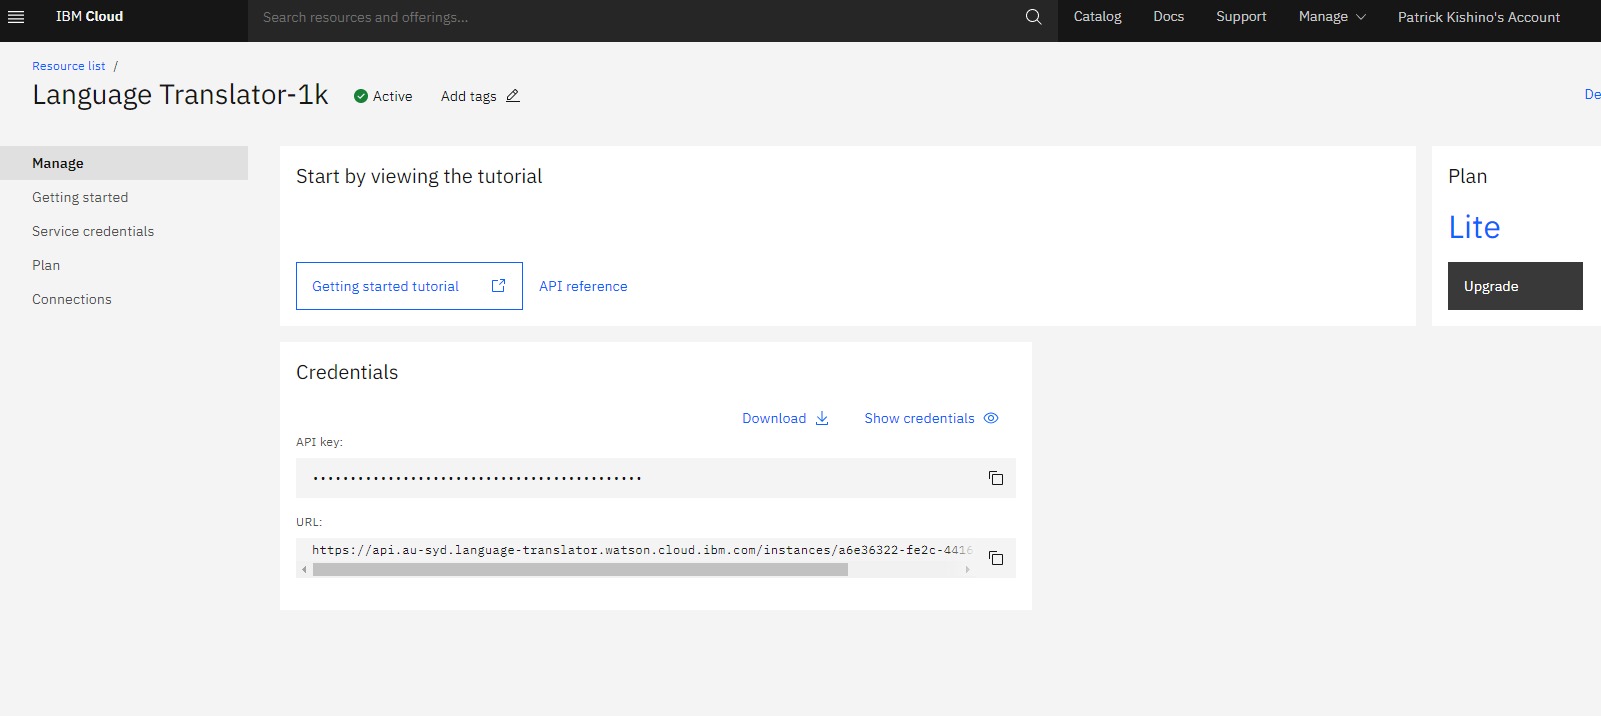 IBM Cloud
Search resources and offerings...
Catalog
Docs
Support
Manage
Patrick Kishino's Account
Resource list /
Language Translator-1k
Active
Add tags
De
Manage
Getting started
Service credentials
Plan
Connections
Start by viewing the tutorial
Getting started tutorial
API reference
Plan
Lite
Upgrade
Credentials
Download
Show credentials
API key:
••••••••••••••••••••••••••••••••••••••••••••
URL:
https://api.au-syd.language-translator.watson.cloud.ibm.com/instances/a6e36322-fe2c-4416